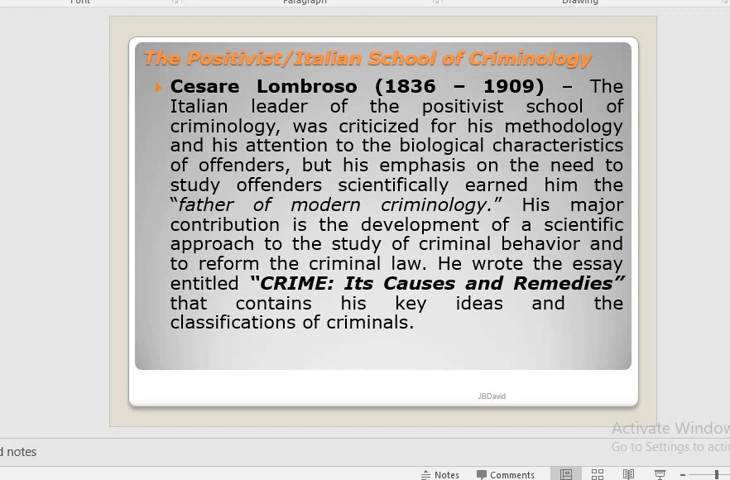 Font
Paragraph
Drawing
The Positivist/Italian School of Criminology
Cesare Lombroso (1836 – 1909) – The
Italian leader of the positivist school of
criminology, was criticized for his methodology
and his attention to the biological characteristics
of offenders, but his emphasis on the need to
study offenders scientifically earned him the
“father of modern criminology.” His major
contribution is the development of a scientific
approach to the study of criminal behavior and
to reform the criminal law. He wrote the essay
entitled “CRIME: Its Causes and Remedies”
that contains his key ideas and the
classifications of criminals.
JBDavid
Activate Window
Go to Settings to activ
d notes
Notes
Comments